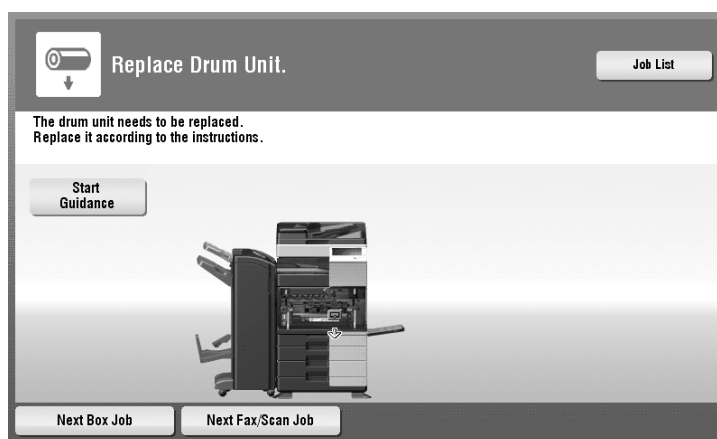 Replace Drum Unit.
Job List
The drum unit needs to be replaced.
Replace it according to the instructions.
Start
Guidance
Next Box Job
Next Fax/Scan Job